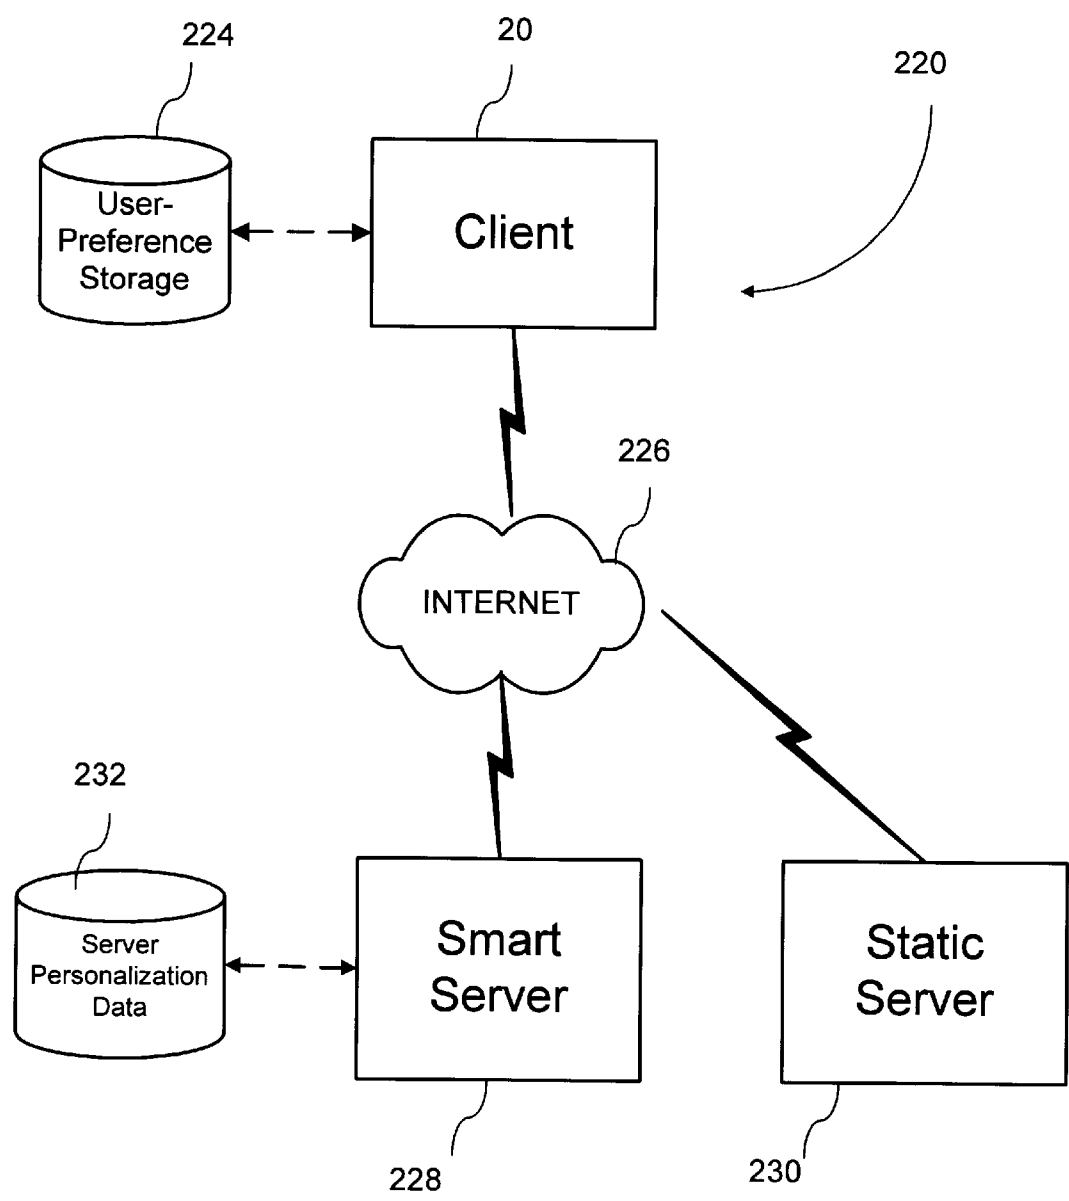 224
20
220
User-
Preference
Storage
Client
226
INTERNET
232
Server
Personalization
Data
Smart
Server
Static
Server
228
230